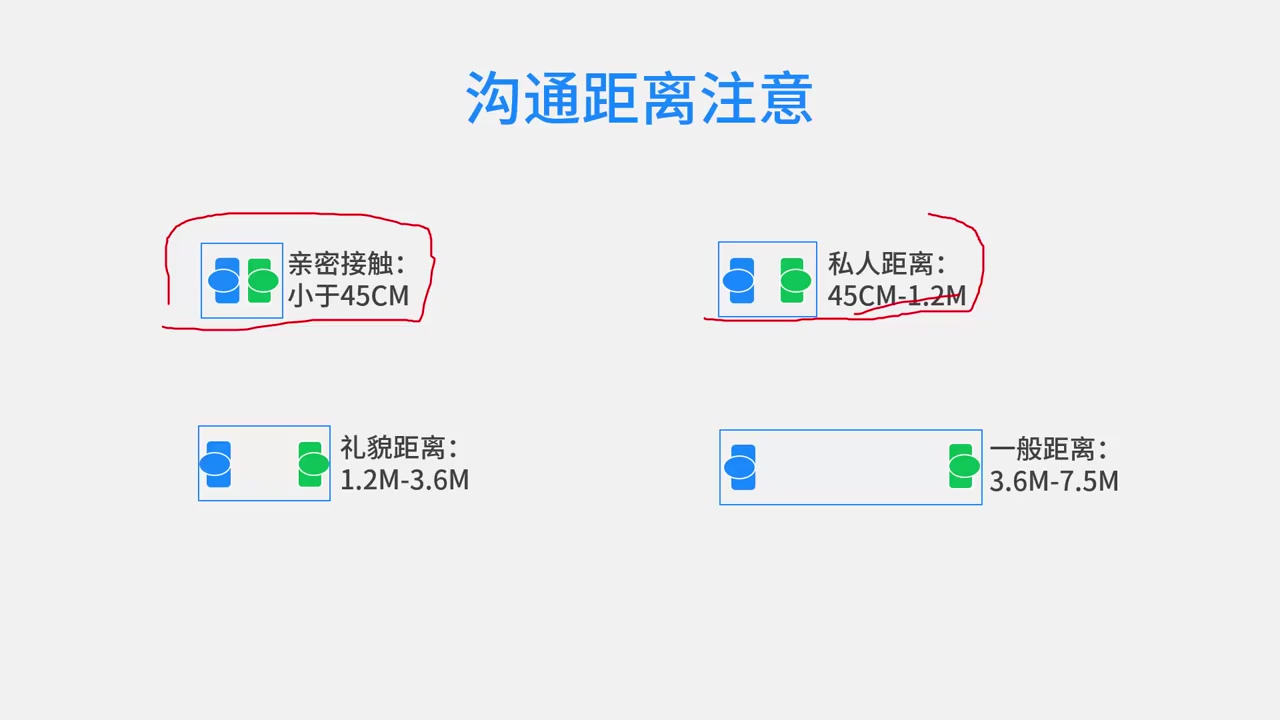 沟通距离注意
亲密接触：
小于45CM
私人距离：
45CM-1.2M
礼貌距离：
1.2M-3.6M
一般距离：
3.6M-7.5M